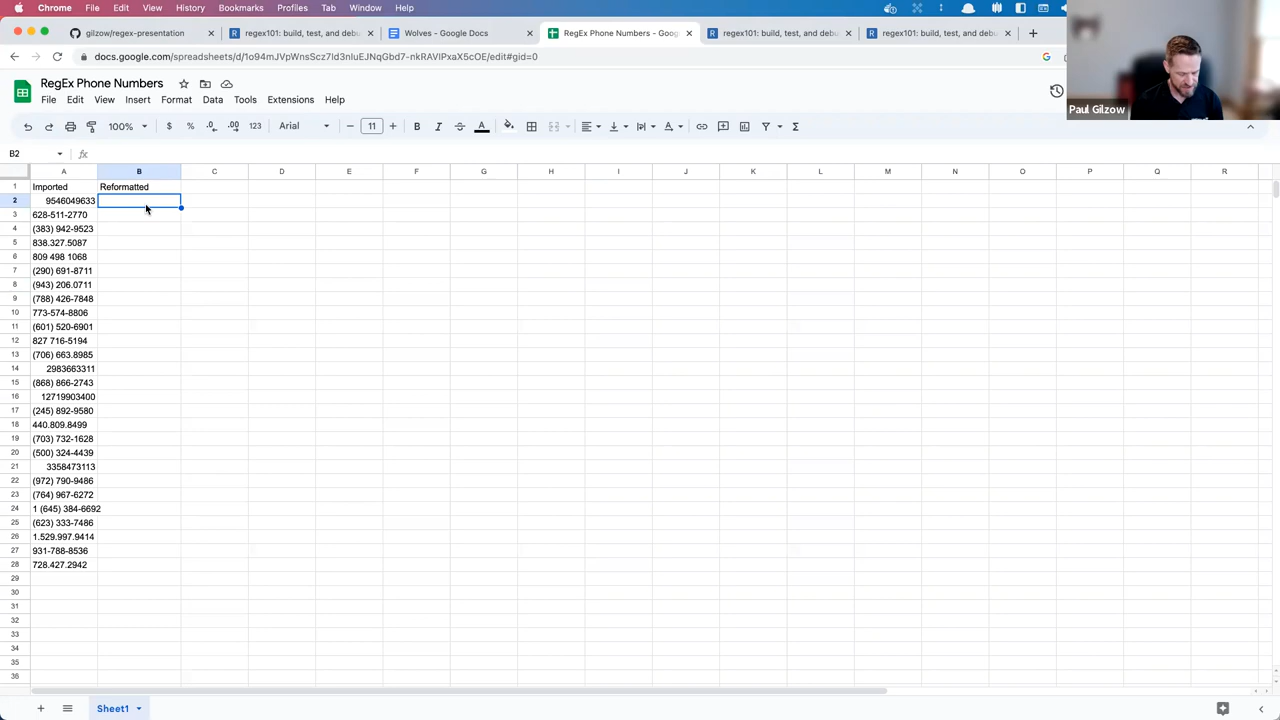 Chrome File Edit View History Bookmarks Profiles Tab Window Help
gilzow/regex-presentation
regex101: build, test, and debu
Wolves - Google Docs
RegEx Phone Numbers - Goog
regex101: build, test, and debu
regex101: build, test, and debu
RegEx Phone Numbers
File Edit View Insert Format Data Tools Extensions Help
Paul Gilzow
100% $ % .0 .00 123 Arial 11 B I S A
B2 fx
A B C D E F G H I J K L M N O P Q R
1 Imported Reformatted
2 9546049633
3 628-511-2770
4 (383) 942-9523
5 838.327.5087
6 809 498 1068
7 (290) 691-8711
8 (943) 206.0711
9 (788) 426-7848
10 773-574-8806
11 (601) 520-6901
12 827 716-5194
13 (706) 663.8985
14 2983663311
15 (868) 866-2743
16 12719903400
17 (245) 892-9580
18 440.809.8499
19 (703) 732-1628
20 (500) 324-4439
21 3358473113
22 (972) 790-9486
23 (764) 967-6272
24 1 (645) 384-6692
25 (623) 333-7486
26 1.529.997.9414
27 931-788-8536
28 728.427.2942
29
30
31
32
33
34
35
36
Sheet1